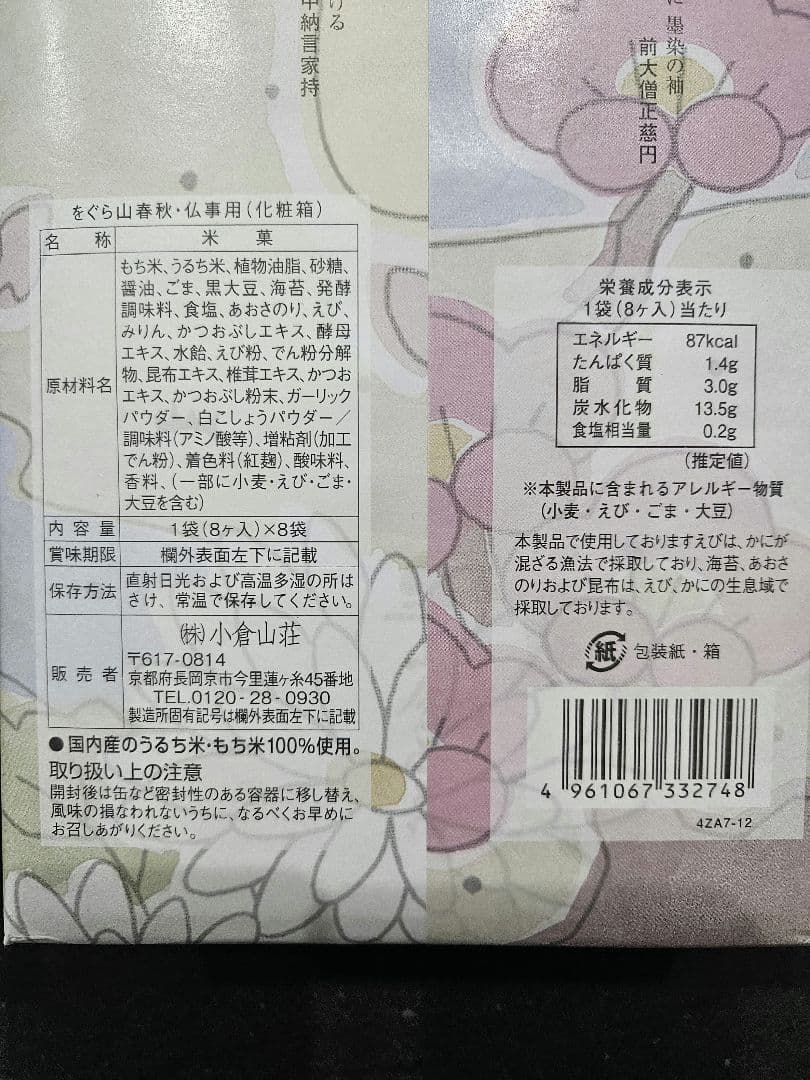 ける
中納言家持
に 墨染の袖
前大僧正慈円
をぐら山春秋・仏事用(化粧箱)
名 称 米 菓
原材料名
もち米、うるち米、植物油脂、砂糖、
醤油、ごま、黒大豆、海苔、発酵
調味料、食塩、あおさのり、えび、
みりん、かつおぶしエキス、酵母
エキス、水飴、えび粉、でん粉分解
物、昆布エキス、椎茸エキス、かつお
エキス、かつおぶし粉末、ガーリック
パウダー、白こしょうパウダー/
調味料(アミノ酸等)、増粘剤(加工
でん粉)、着色料(紅麹)、酸味料、
香料、(一部に小麦・えび・ごま・
大豆を含む)
内 容 量 1袋(8ヶ入)×8袋
賞味期限 欄外表面左下に記載
保存方法
直射日光および高温多湿の所は
さけ、常温で保存してください。
販 売 者
㈱小倉山荘
〒617-0814
京都府長岡京市今里蓮ヶ糸45番地
TEL.0120-28-0930
製造所固有記号は欄外表面左下に記載
●国内産のうるち米・もち米100%使用。
取り扱い上の注意
開封後は缶など密封性のある容器に移し替え、
風味の損なわれないうちに、なるべくお早めに
お召しあがりください。
栄養成分表示
1袋(8ヶ入)当たり
エネルギー 87kcal
たんぱく質 1.4g
脂 質 3.0g
炭水化物 13.5g
食塩相当量 0.2g
(推定値)
※本製品に含まれるアレルギー物質
(小麦・えび・ごま・大豆)
本製品で使用しておりますえびは、かにが
混ざる漁法で採取しており、海苔、あおさ
のりおよび昆布は、えび、かにの生息域で
採取しております。
紙 包装紙・箱
4 961067 332748
4ZA7-12